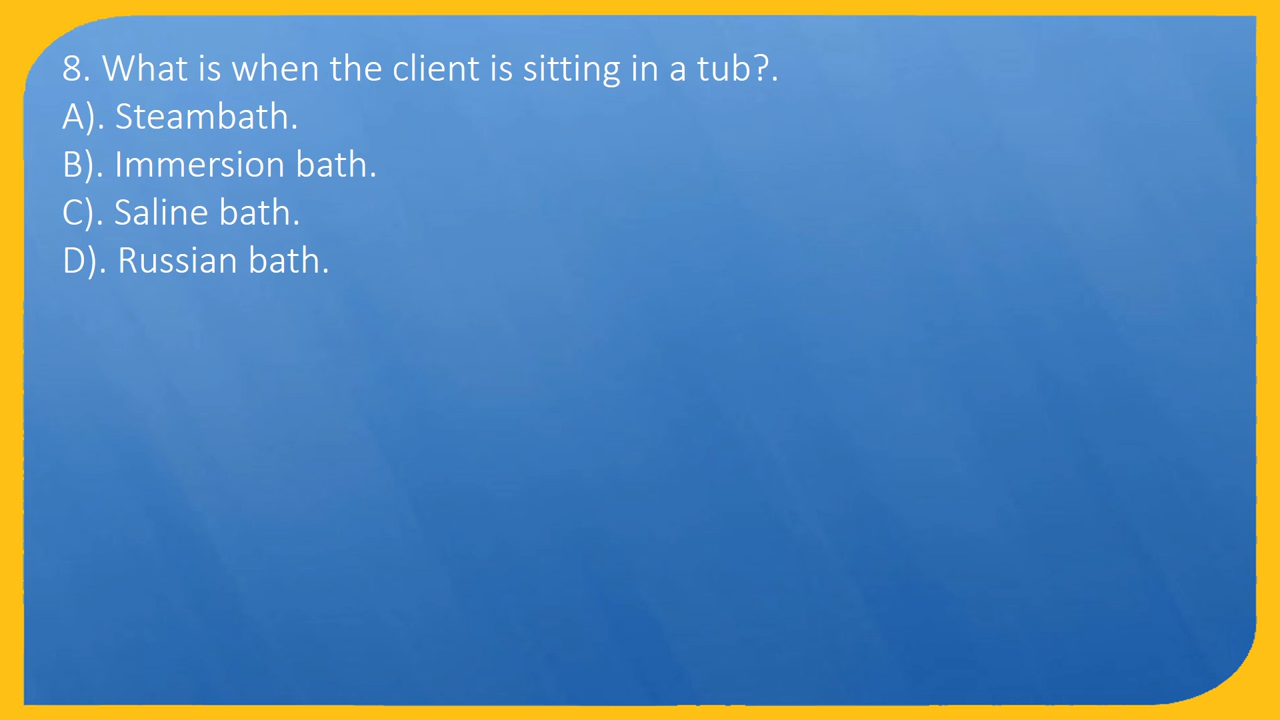 8. What is when the client is sitting in a tub?.
A). Steambath.
B). Immersion bath.
C). Saline bath.
D). Russian bath.